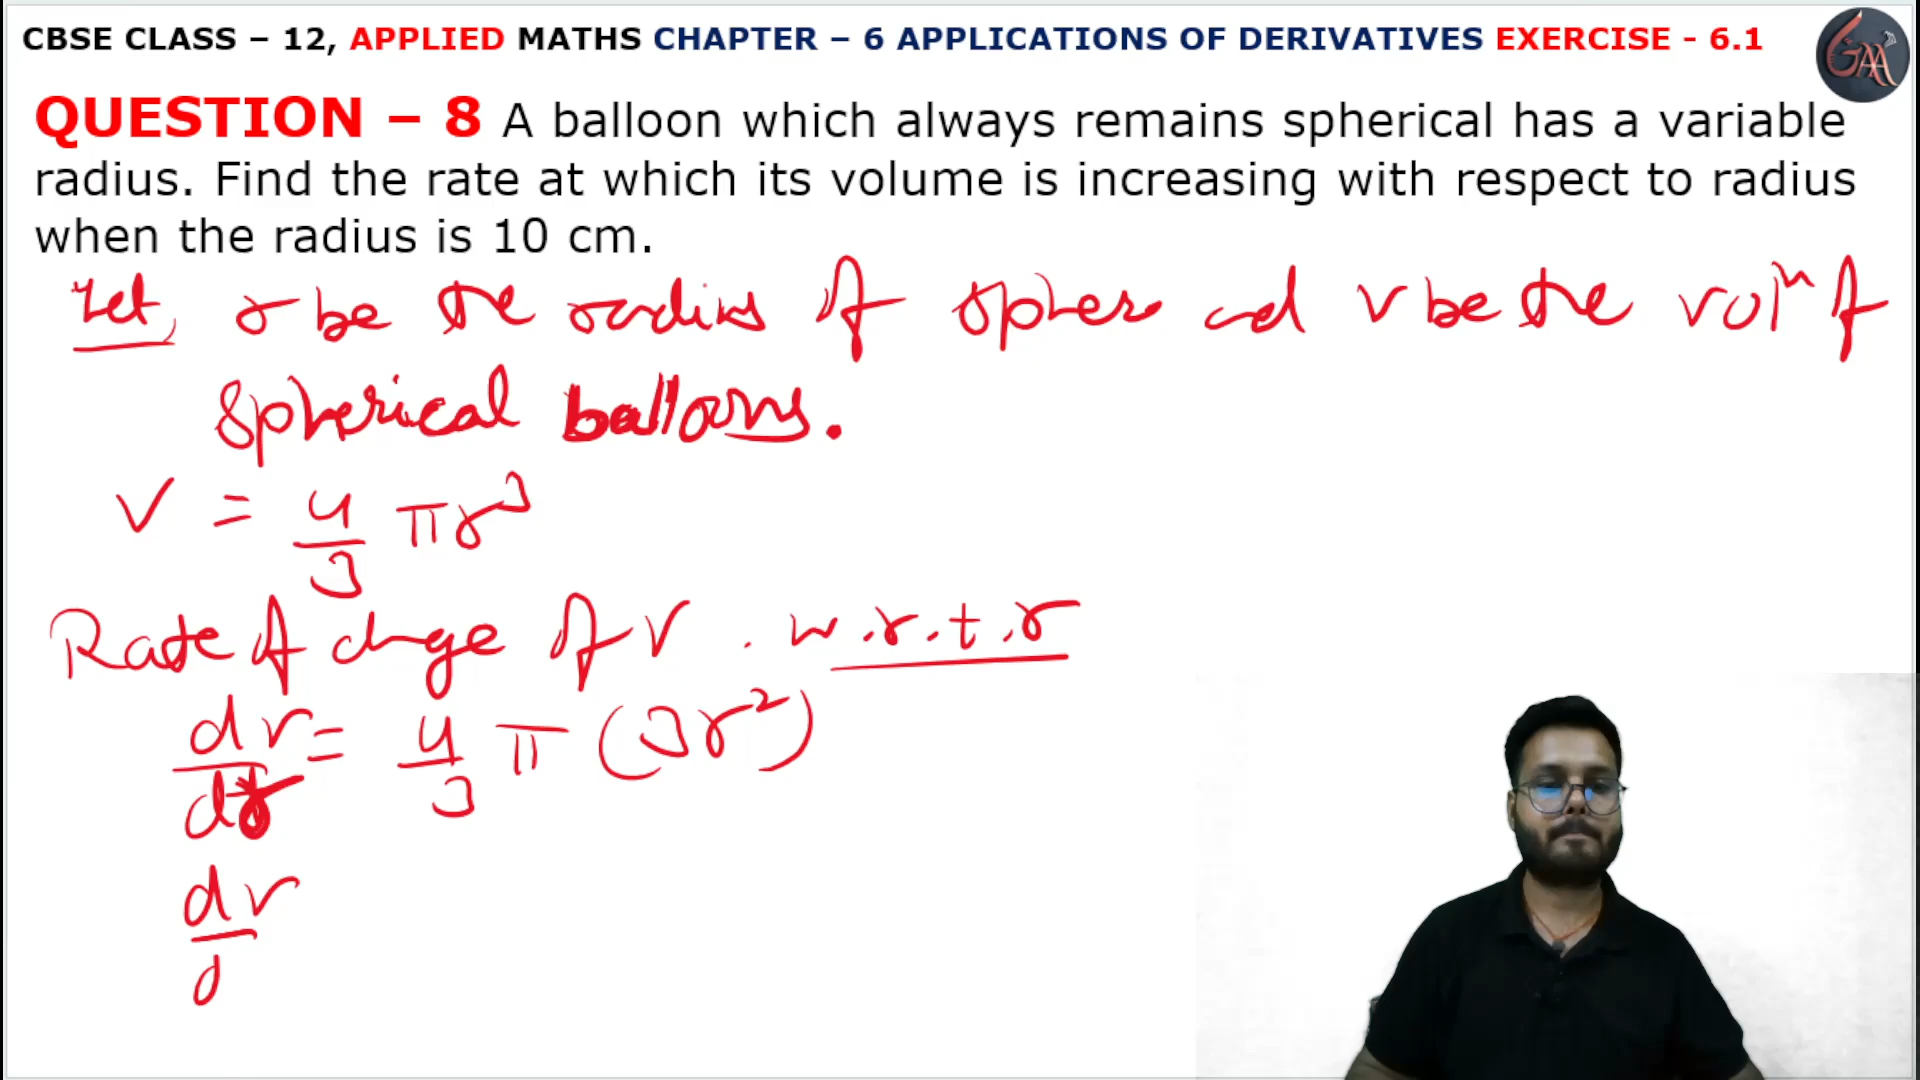 CBSE CLASS – 12, APPLIED MATHS CHAPTER – 6 APPLICATIONS OF DERIVATIVES EXERCISE - 6.1
GAA
QUESTION – 8 A balloon which always remains spherical has a variable
radius. Find the rate at which its volume is increasing with respect to radius
when the radius is 10 cm.
Let, r be the radius of sphere and V be the volm of
spherical balloons.
V = 4/3 πr³
Rate of change of V . w.r.t.r
dv/dr = 4/3 π (3r²)
dv/d